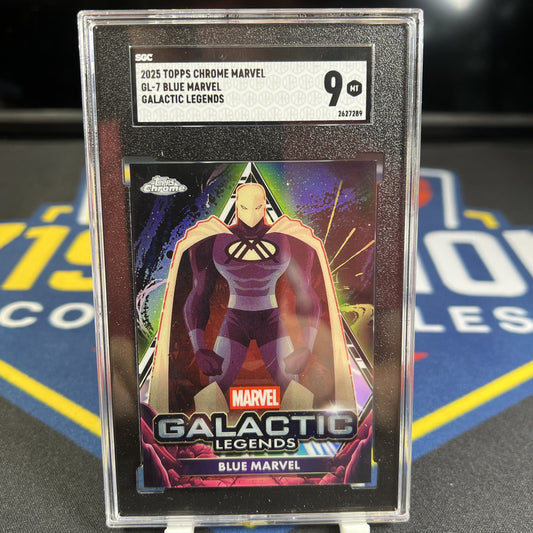 SGC
2025 TOPPS CHROME MARVEL
GL-7 BLUE MARVEL
GALACTIC LEGENDS
9 MT
2627289
Topps
Chrome
MARVEL
GALACTIC
LEGENDS
BLUE MARVEL